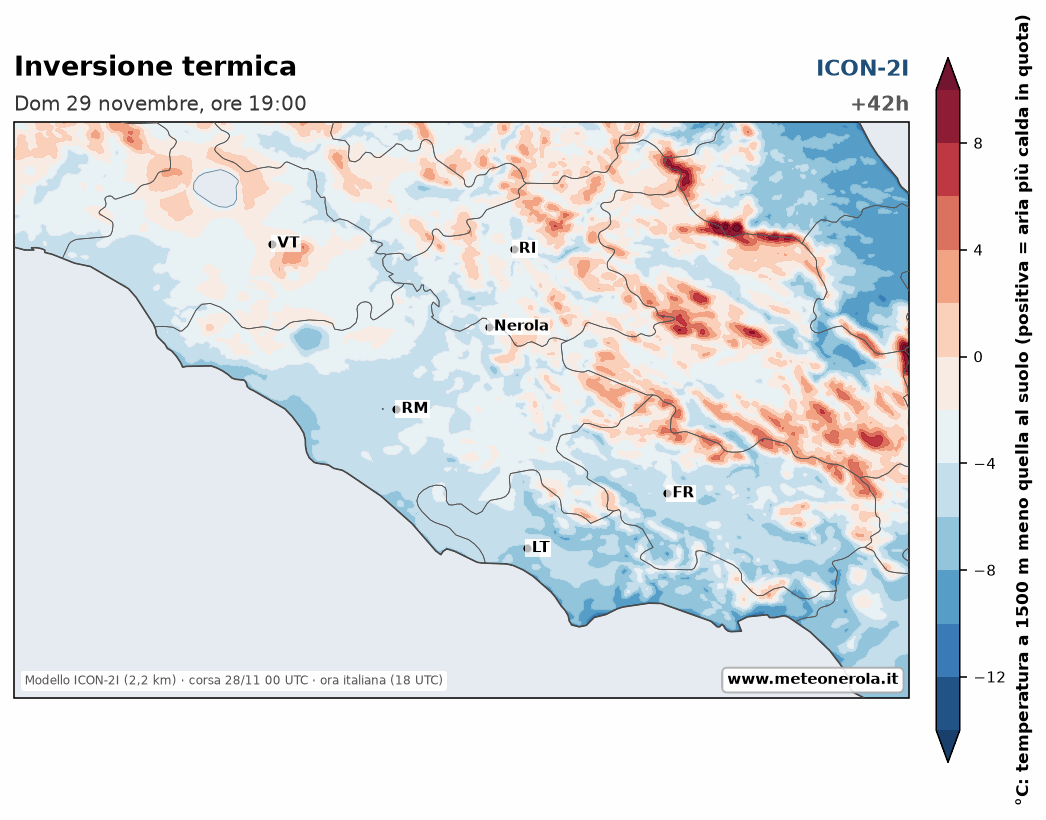 Inversione termica
ICON-2I
Dom 29 novembre, ore 19:00
+42h
VT
RI
Nerola
RM
FR
LT
Modello ICON-2I (2,2 km) · corsa 28/11 00 UTC · ora italiana (18 UTC)
www.meteonerola.it
8
4
0
−4
−8
−12
°C: temperatura a 1500 m meno quella al suolo (positiva = aria più calda in quota)